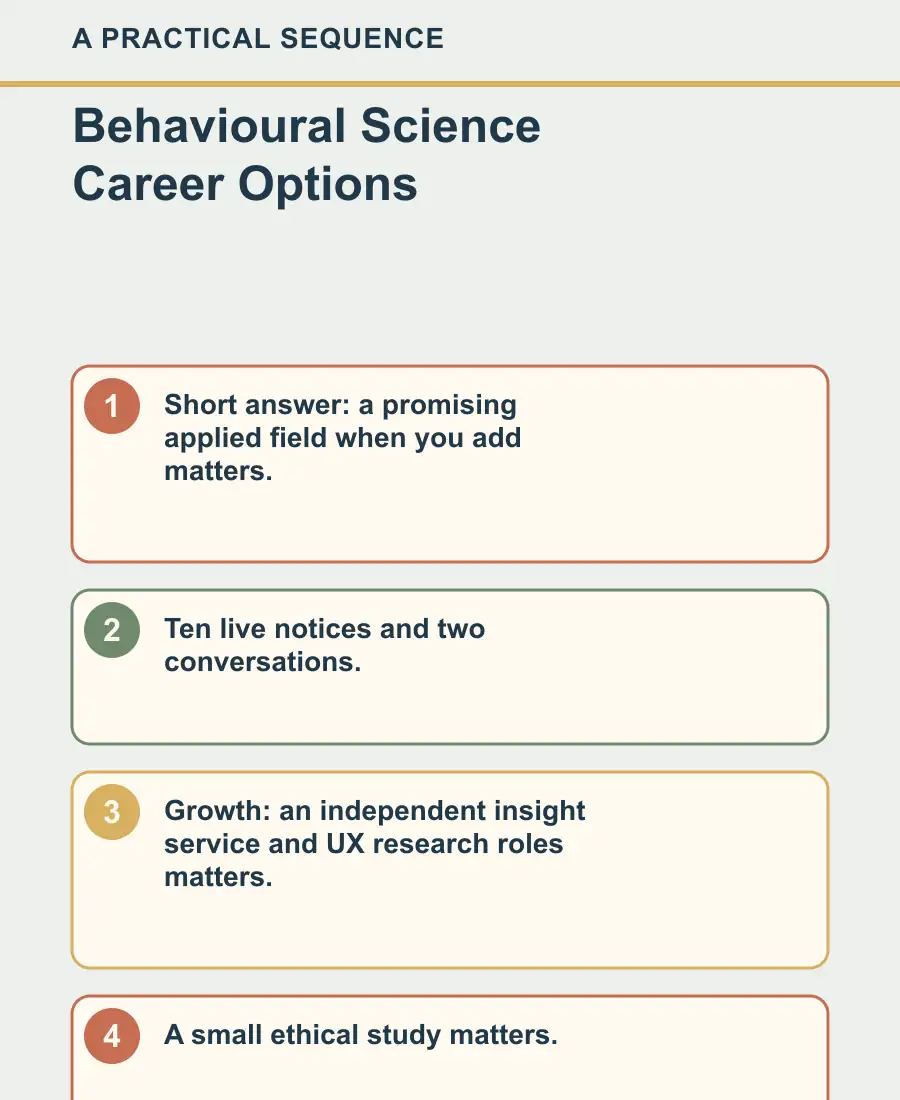 A PRACTICAL SEQUENCE
Behavioural Science
Career Options
1
Short answer: a promising
applied field when you add
matters.
2
Ten live notices and two
conversations.
3
Growth: an independent insight
service and UX research roles
matters.
4
A small ethical study matters.